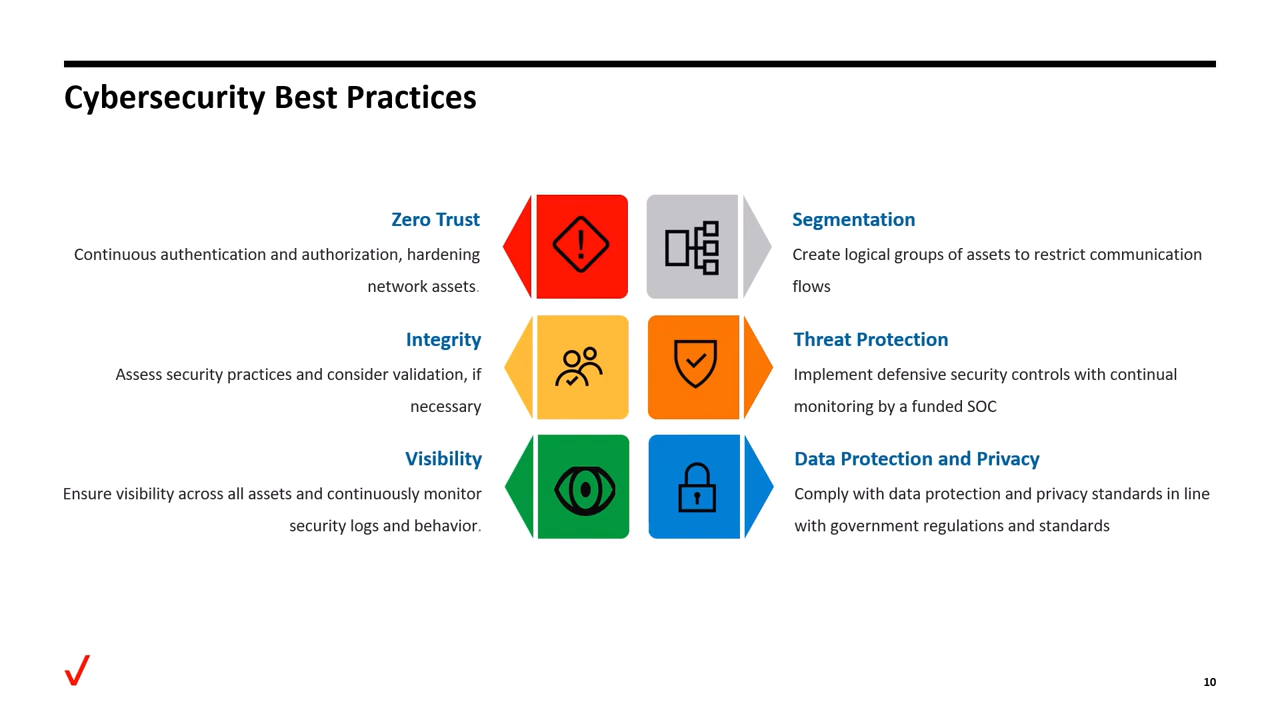 Cybersecurity Best Practices
Zero Trust
Continuous authentication and authorization, hardening
network assets.
Integrity
Assess security practices and consider validation, if
necessary
Visibility
Ensure visibility across all assets and continuously monitor
security logs and behavior.
Segmentation
Create logical groups of assets to restrict communication
flows
Threat Protection
Implement defensive security controls with continual
monitoring by a funded SOC
Data Protection and Privacy
Comply with data protection and privacy standards in line
with government regulations and standards
10